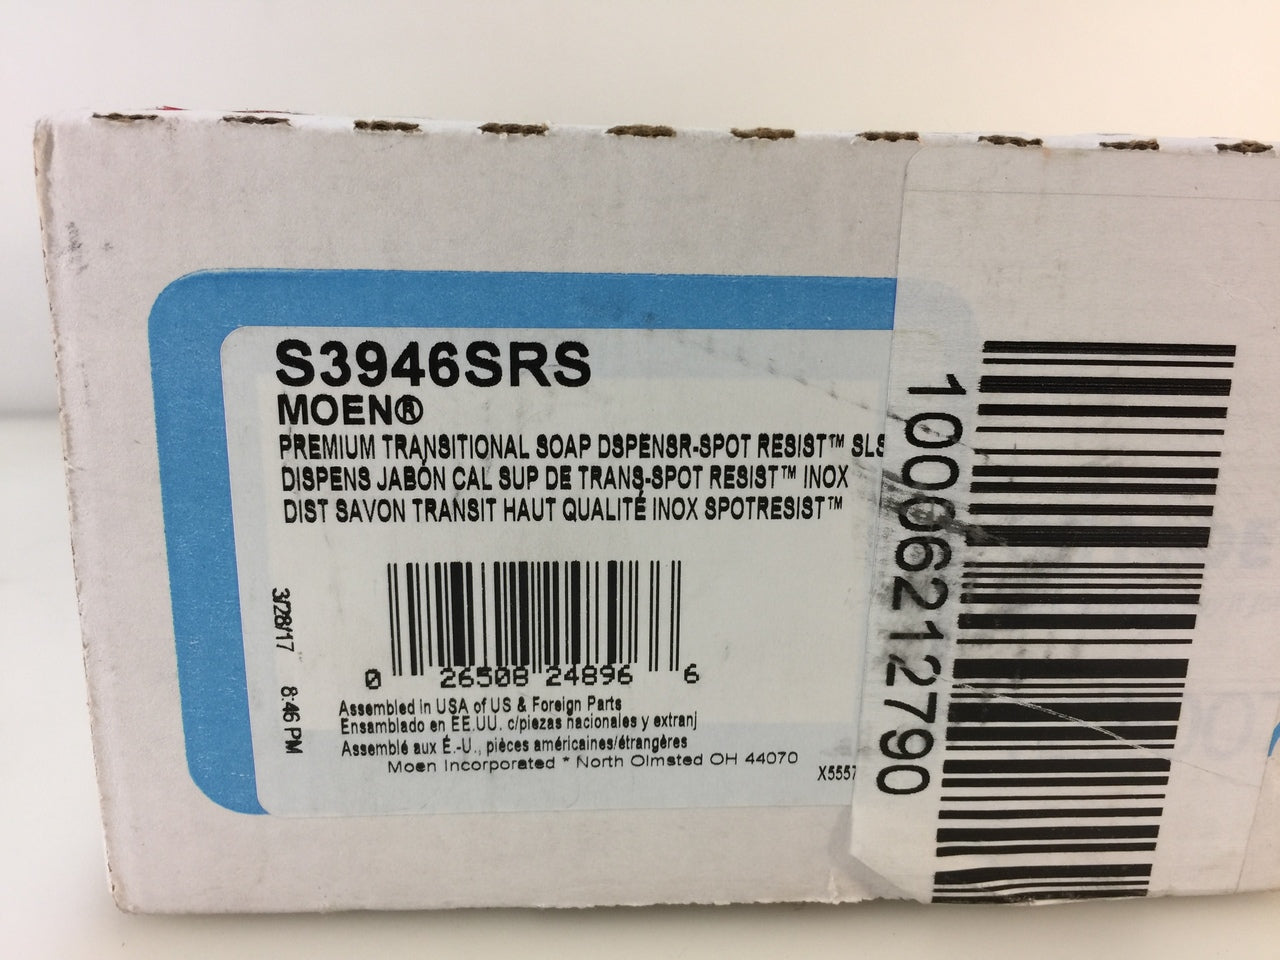 S3946SRS
MOEN®
PREMIUM TRANSITIONAL SOAP DSPENSR-SPOT RESIST™ SLS
DISPENS JABÓN CAL SUP DE TRANS-SPOT RESIST™ INOX
DIST SAVON TRANSIT HAUT QUALITÉ INOX SPOTRESIST™
3/28/17 8:46 PM
0 26508 24896 6
Assembled in USA of US & Foreign Parts
Ensamblado en EE.UU. c/piezas nacionales y extranj
Assemblé aux É.-U., pièces américaines/étrangères
Moen Incorporated * North Olmsted OH 44070
X5557
10066212790